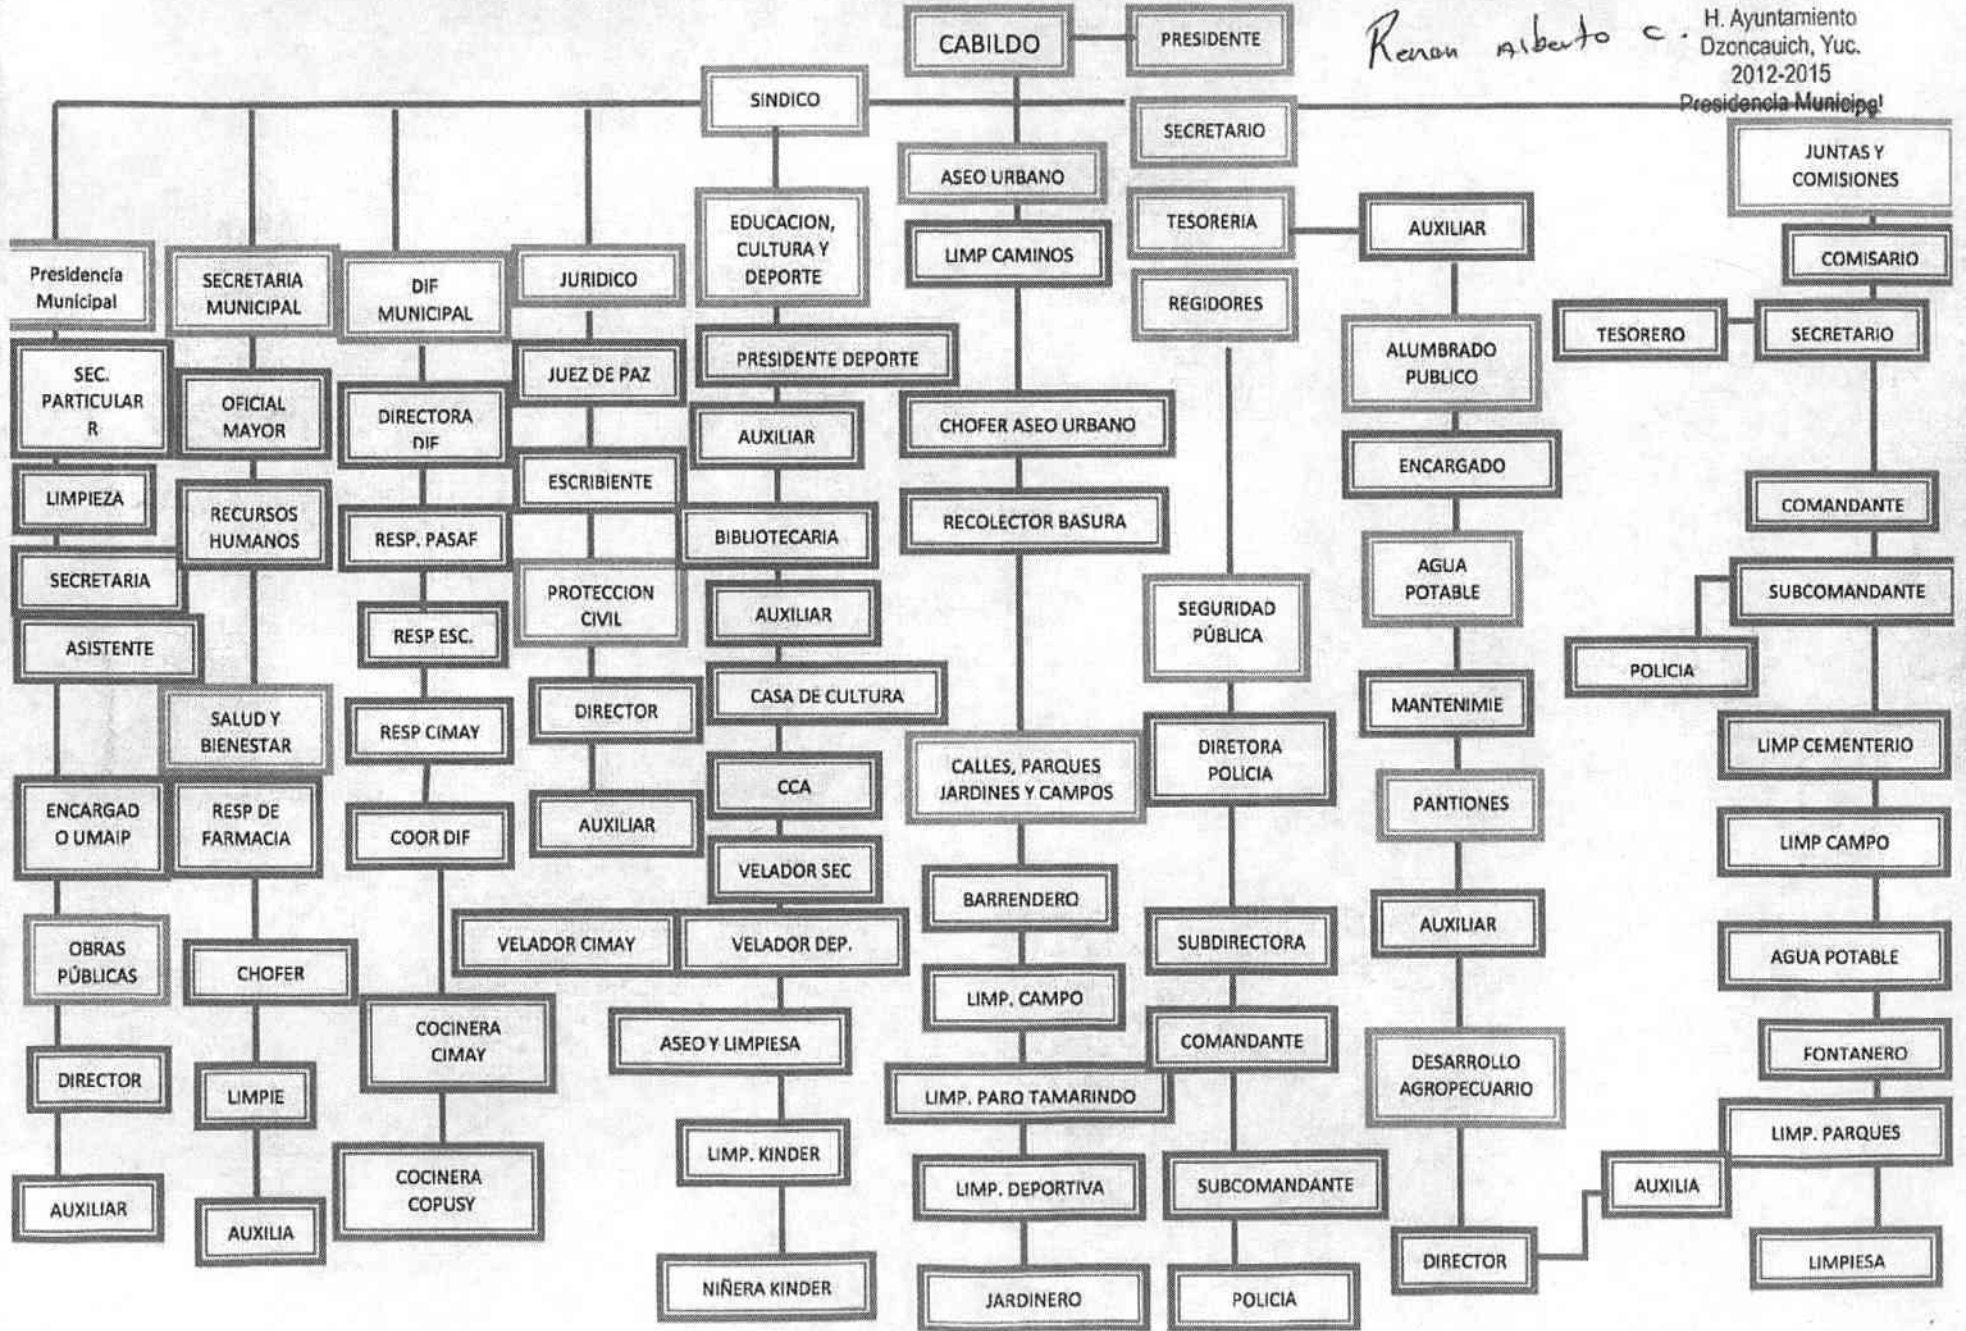 CABILDO
PRESIDENTE
Renan Alberto C.
H. Ayuntamiento
Dzoncauich, Yuc.
2012-2015
Presidencia Municipal
SINDICO
SECRETARIO
TESORERIA
REGIDORES
Presidencia
Municipal
SEC.
PARTICULAR
R
LIMPIEZA
SECRETARIA
ASISTENTE
ENCARGAD
O UMAIP
OBRAS
PÚBLICAS
DIRECTOR
AUXILIAR
SECRETARIA
MUNICIPAL
OFICIAL
MAYOR
RECURSOS
HUMANOS
SALUD Y
BIENESTAR
RESP DE
FARMACIA
CHOFER
LIMPIE
AUXILIA
DIF
MUNICIPAL
DIRECTORA
DIF
RESP. PASAF
RESP ESC.
RESP CIMAY
COOR DIF
COCINERA
CIMAY
COCINERA
COPUSY
JURIDICO
JUEZ DE PAZ
ESCRIBIENTE
PROTECCION
CIVIL
DIRECTOR
AUXILIAR
EDUCACION,
CULTURA Y
DEPORTE
PRESIDENTE DEPORTE
AUXILIAR
BIBLIOTECARIA
AUXILIAR
CASA DE CULTURA
CCA
VELADOR SEC
VELADOR CIMAY
VELADOR DEP.
ASEO Y LIMPIESA
LIMP. KINDER
NIÑERA KINDER
ASEO URBANO
LIMP CAMINOS
CHOFER ASEO URBANO
RECOLECTOR BASURA
CALLES, PARQUES
JARDINES Y CAMPOS
BARRENDERO
LIMP. CAMPO
LIMP. PARQ TAMARINDO
LIMP. DEPORTIVA
JARDINERO
SEGURIDAD
PÚBLICA
DIRETORA
POLICIA
SUBDIRECTORA
COMANDANTE
SUBCOMANDANTE
POLICIA
AUXILIAR
ALUMBRADO
PUBLICO
ENCARGADO
AGUA
POTABLE
MANTENIMIE
PANTIONES
AUXILIAR
DESARROLLO
AGROPECUARIO
DIRECTOR
AUXILIA
JUNTAS Y
COMISIONES
COMISARIO
TESORERO
SECRETARIO
COMANDANTE
SUBCOMANDANTE
POLICIA
LIMP CEMENTERIO
LIMP CAMPO
AGUA POTABLE
FONTANERO
LIMP. PARQUES
LIMPIESA